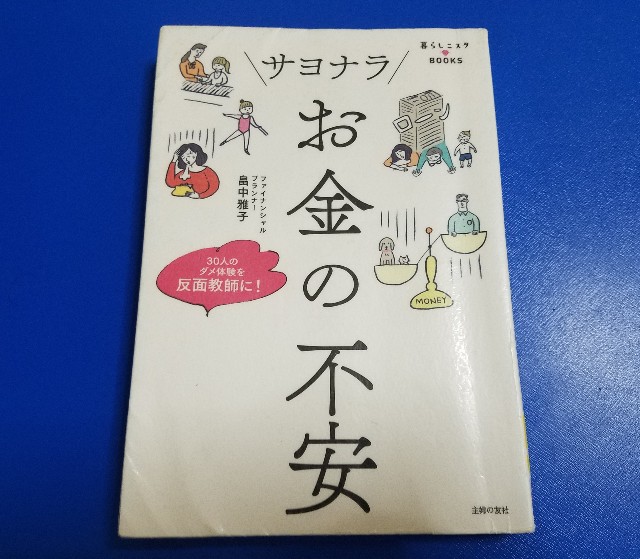 暮らしニスタ
BOOKS
サヨナラ
お金の不安
ファイナンシャル
プランナー
畠中雅子
30人の
ダメ体験を
反面教師に!
MONEY
主婦の友社